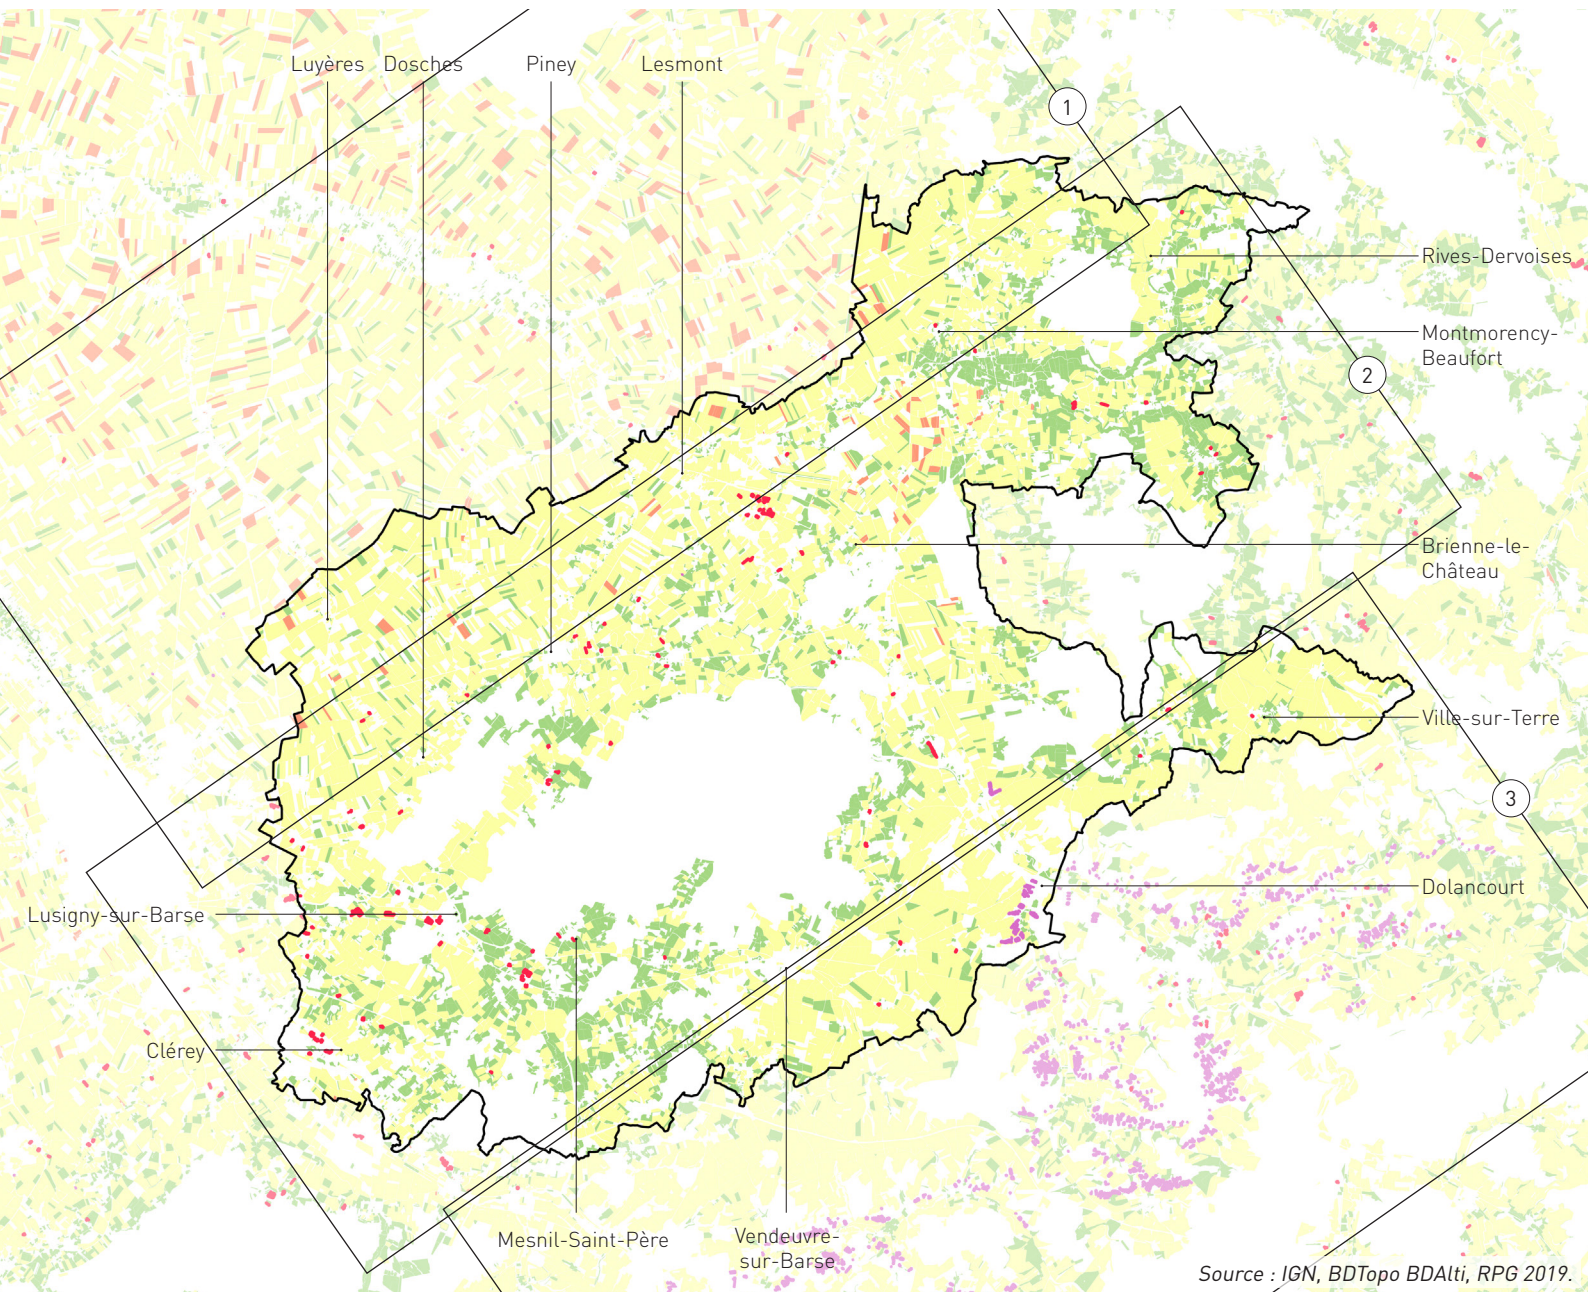 Luyères
Dosches
Piney
Lesmont
1
Rives-Dervoises
Montmorency-
Beaufort
2
Brienne-le-
Château
Ville-sur-Terre
3
Dolancourt
Lusigny-sur-Barse
Clérey
Mesnil-Saint-Père
Vendeuvre-
sur-Barse
Source : IGN, BDTopo BDAlti, RPG 2019.